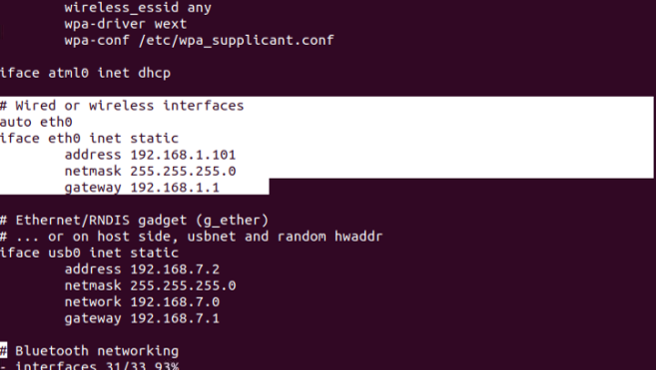 wireless_essid any
wpa-driver wext
wpa-conf /etc/wpa_supplicant.conf
iface atml0 inet dhcp
# Wired or wireless interfaces
auto eth0
iface eth0 inet static
address 192.168.1.101
netmask 255.255.255.0
gateway 192.168.1.1
# Ethernet/RNDIS gadget (g_ether)
# ... or on host side, usbnet and random hwaddr
iface usb0 inet static
address 192.168.7.2
netmask 255.255.255.0
network 192.168.7.0
gateway 192.168.7.1
# Bluetooth networking
- interfaces 31/33 93%